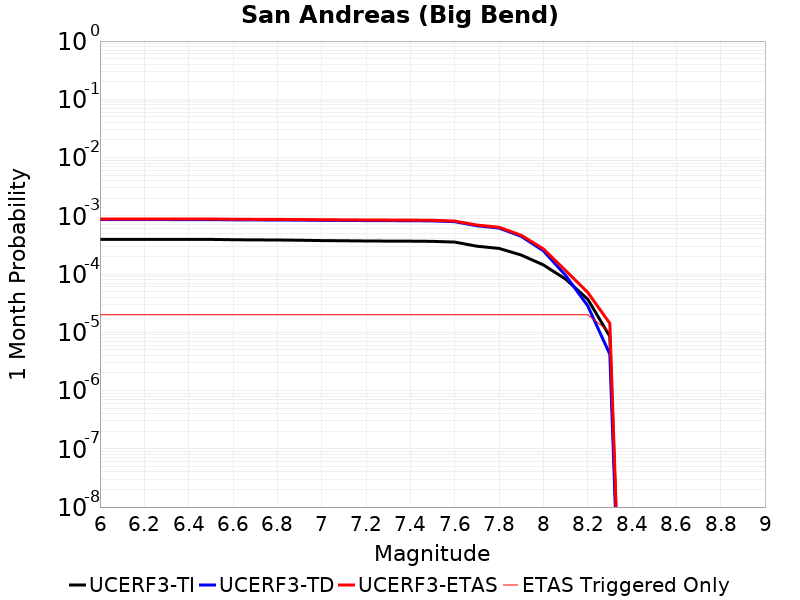 San Andreas (Big Bend)
1 Month Probability
10^0
10^-1
10^-2
10^-3
10^-4
10^-5
10^-6
10^-7
10^-8
6 6.2 6.4 6.6 6.8 7 7.2 7.4 7.6 7.8 8 8.2 8.4 8.6 8.8 9
Magnitude
UCERF3-TI UCERF3-TD UCERF3-ETAS ETAS Triggered Only